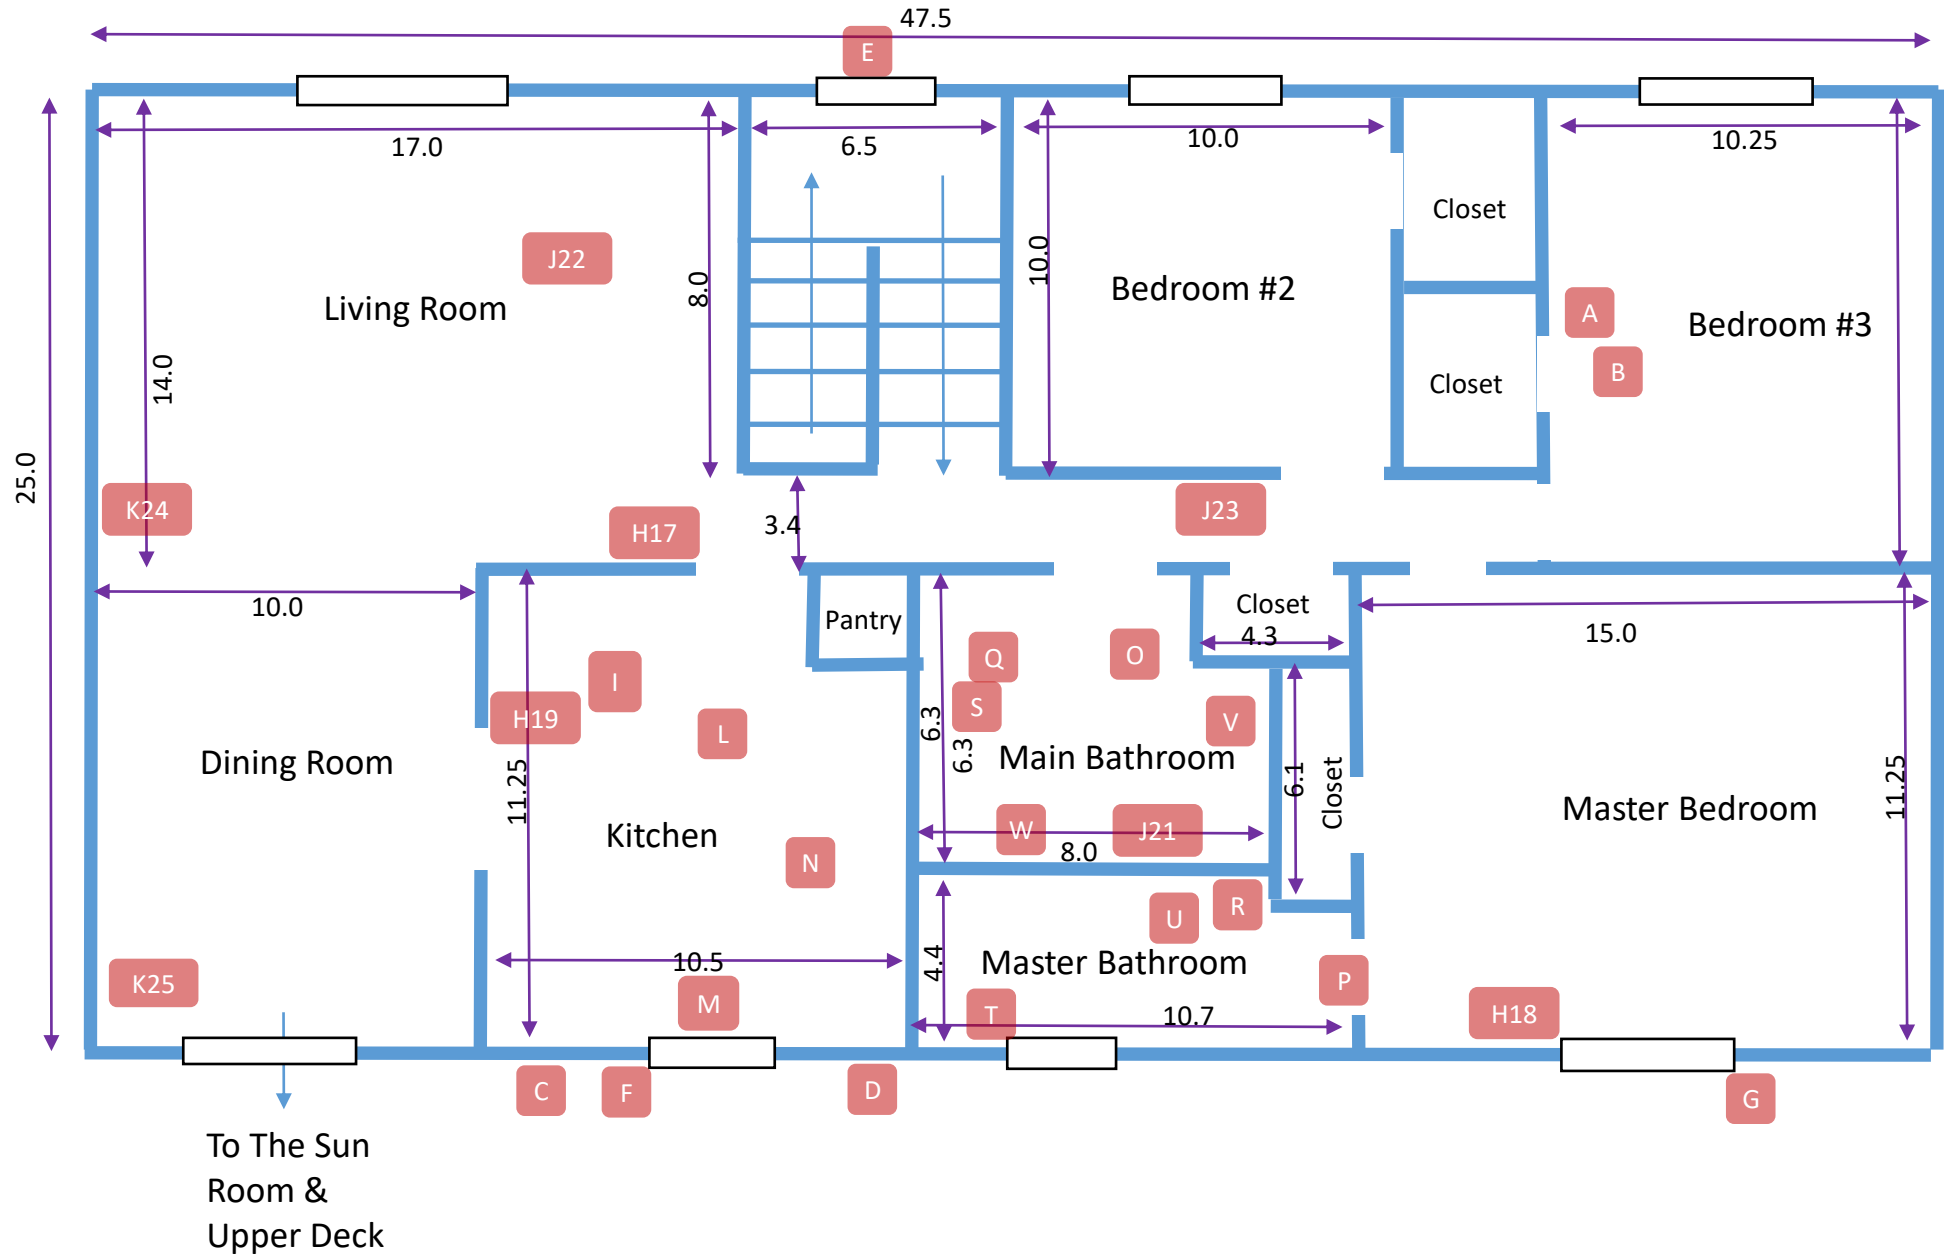 47.5
E
17.0
6.5
10.0
10.25
Closet
J22
Living Room
8.0
10.0
Bedroom #2
A
Bedroom #3
14.0
B
Closet
25.0
K24
H17
3.4
J23
10.0
Pantry
Closet
4.3
15.0
Q
O
I
S
H19
L
V
6.3
6.3
Dining Room
Main Bathroom
11.25
6.1
Closet
11.25
Master Bedroom
Kitchen
W
J21
8.0
N
R
U
10.5
4.4
Master Bathroom
K25
M
T
10.7
P
H18
C
F
D
G
To The Sun
Room &
Upper Deck